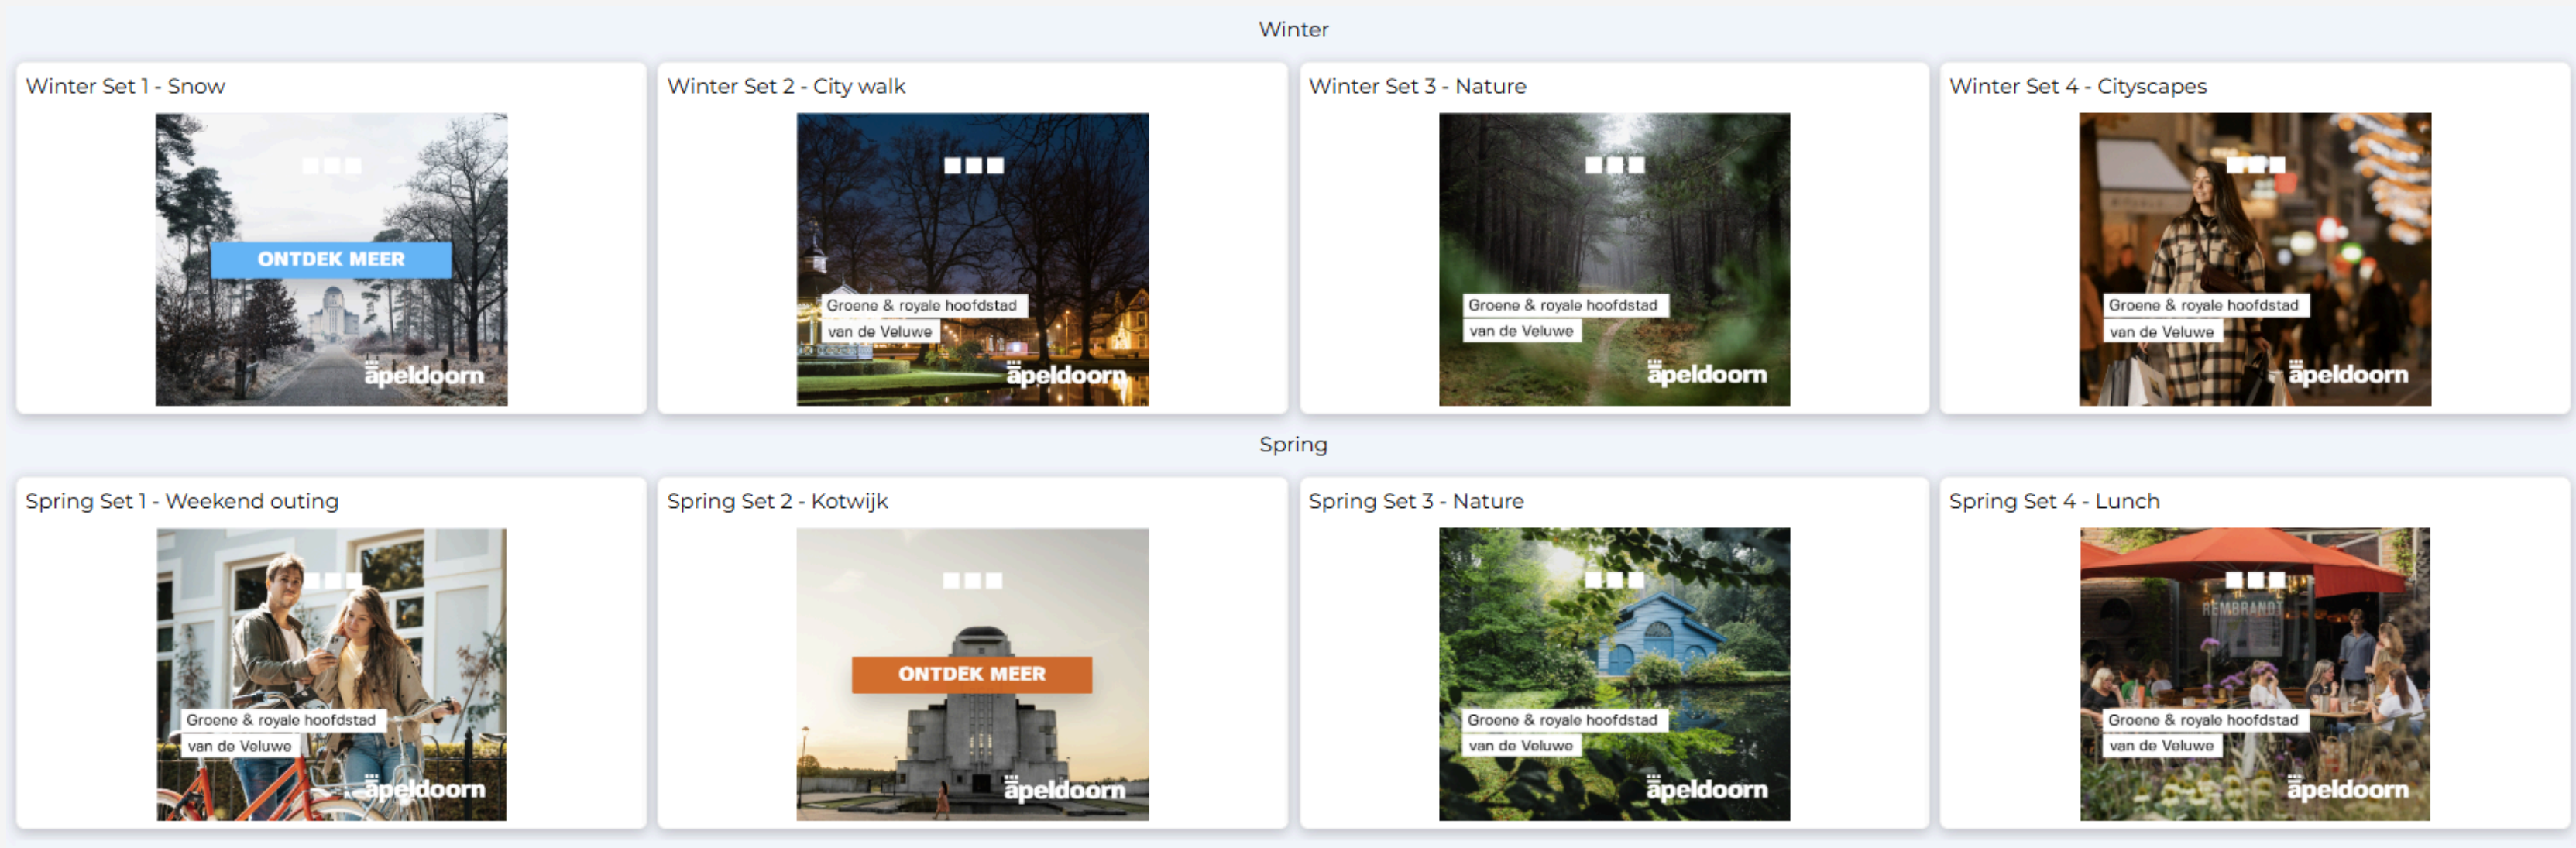 Winter
Winter Set 1 - Snow
ONTDEK MEER
apeldoorn
Winter Set 2 - City walk
Groene & royale hoofdstad
van de Veluwe
apeldoorn
Winter Set 3 - Nature
Groene & royale hoofdstad
van de Veluwe
apeldoorn
Winter Set 4 - Cityscapes
Groene & royale hoofdstad
van de Veluwe
apeldoorn
Spring
Spring Set 1 - Weekend outing
Groene & royale hoofdstad
van de Veluwe
apeldoorn
Spring Set 2 - Kotwijk
ONTDEK MEER
apeldoorn
Spring Set 3 - Nature
Groene & royale hoofdstad
van de Veluwe
apeldoorn
Spring Set 4 - Lunch
REMBRANDT
Groene & royale hoofdstad
van de Veluwe
apeldoorn